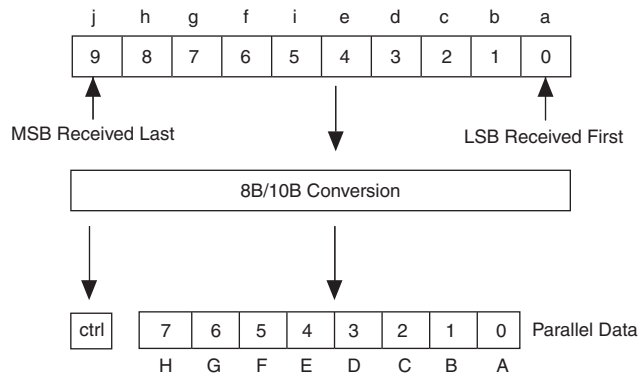 j h g f i e d c b a
9 8 7 6 5 4 3 2 1 0
MSB Received Last LSB Received First
8B/10B Conversion
ctrl 7 6 5 4 3 2 1 0 Parallel Data
H G F E D C B A